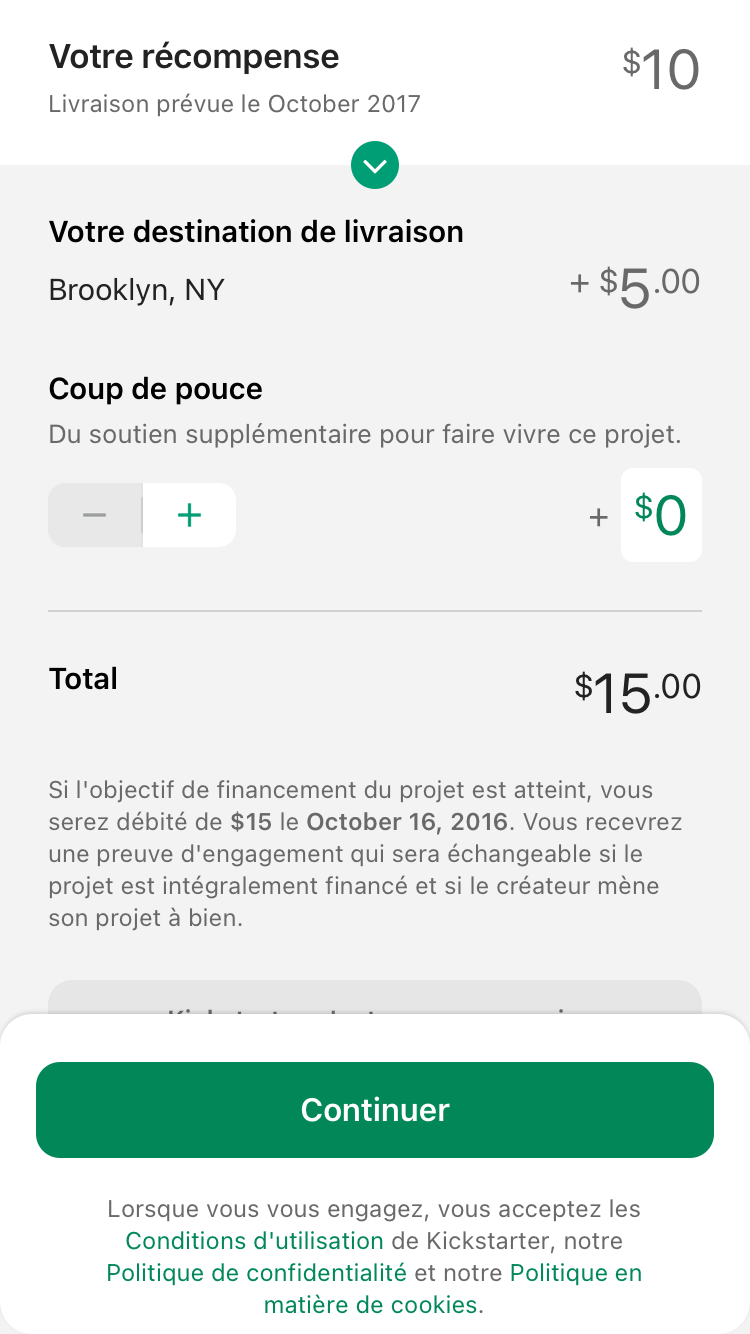 Votre récompense
$10
Livraison prévue le October 2017
Votre destination de livraison
Brooklyn, NY
+ $5.00
Coup de pouce
Du soutien supplémentaire pour faire vivre ce projet.
− +
+ $0
Total
$15.00
Si l'objectif de financement du projet est atteint, vous
serez débité de $15 le October 16, 2016. Vous recevrez
une preuve d'engagement qui sera échangeable si le
projet est intégralement financé et si le créateur mène
son projet à bien.
Continuer
Lorsque vous vous engagez, vous acceptez les
Conditions d'utilisation de Kickstarter, notre
Politique de confidentialité et notre Politique en
matière de cookies.